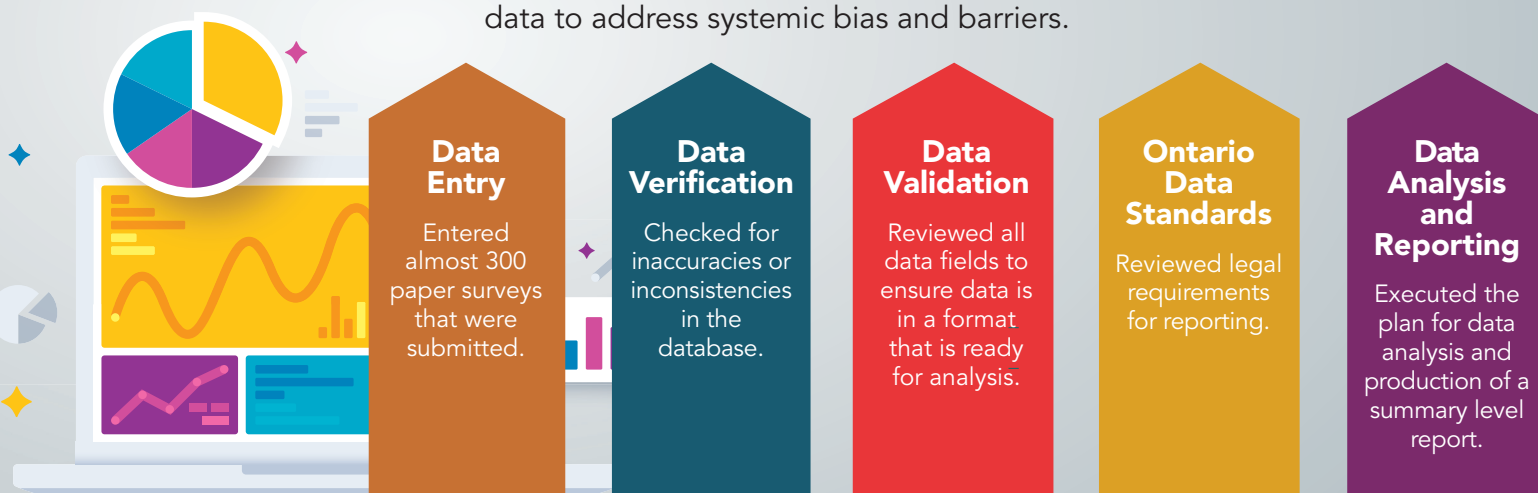 data to address systemic bias and barriers.
Data
Entry
Entered
almost 300
paper surveys
that were
submitted.
Data
Verification
Checked for
inaccuracies or
inconsistencies
in the
database.
Data
Validation
Reviewed all
data fields to
ensure data is
in a format
that is ready
for analysis.
Ontario
Data
Standards
Reviewed legal
requirements
for reporting.
Data
Analysis
and
Reporting
Executed the
plan for data
analysis and
production of a
summary level
report.